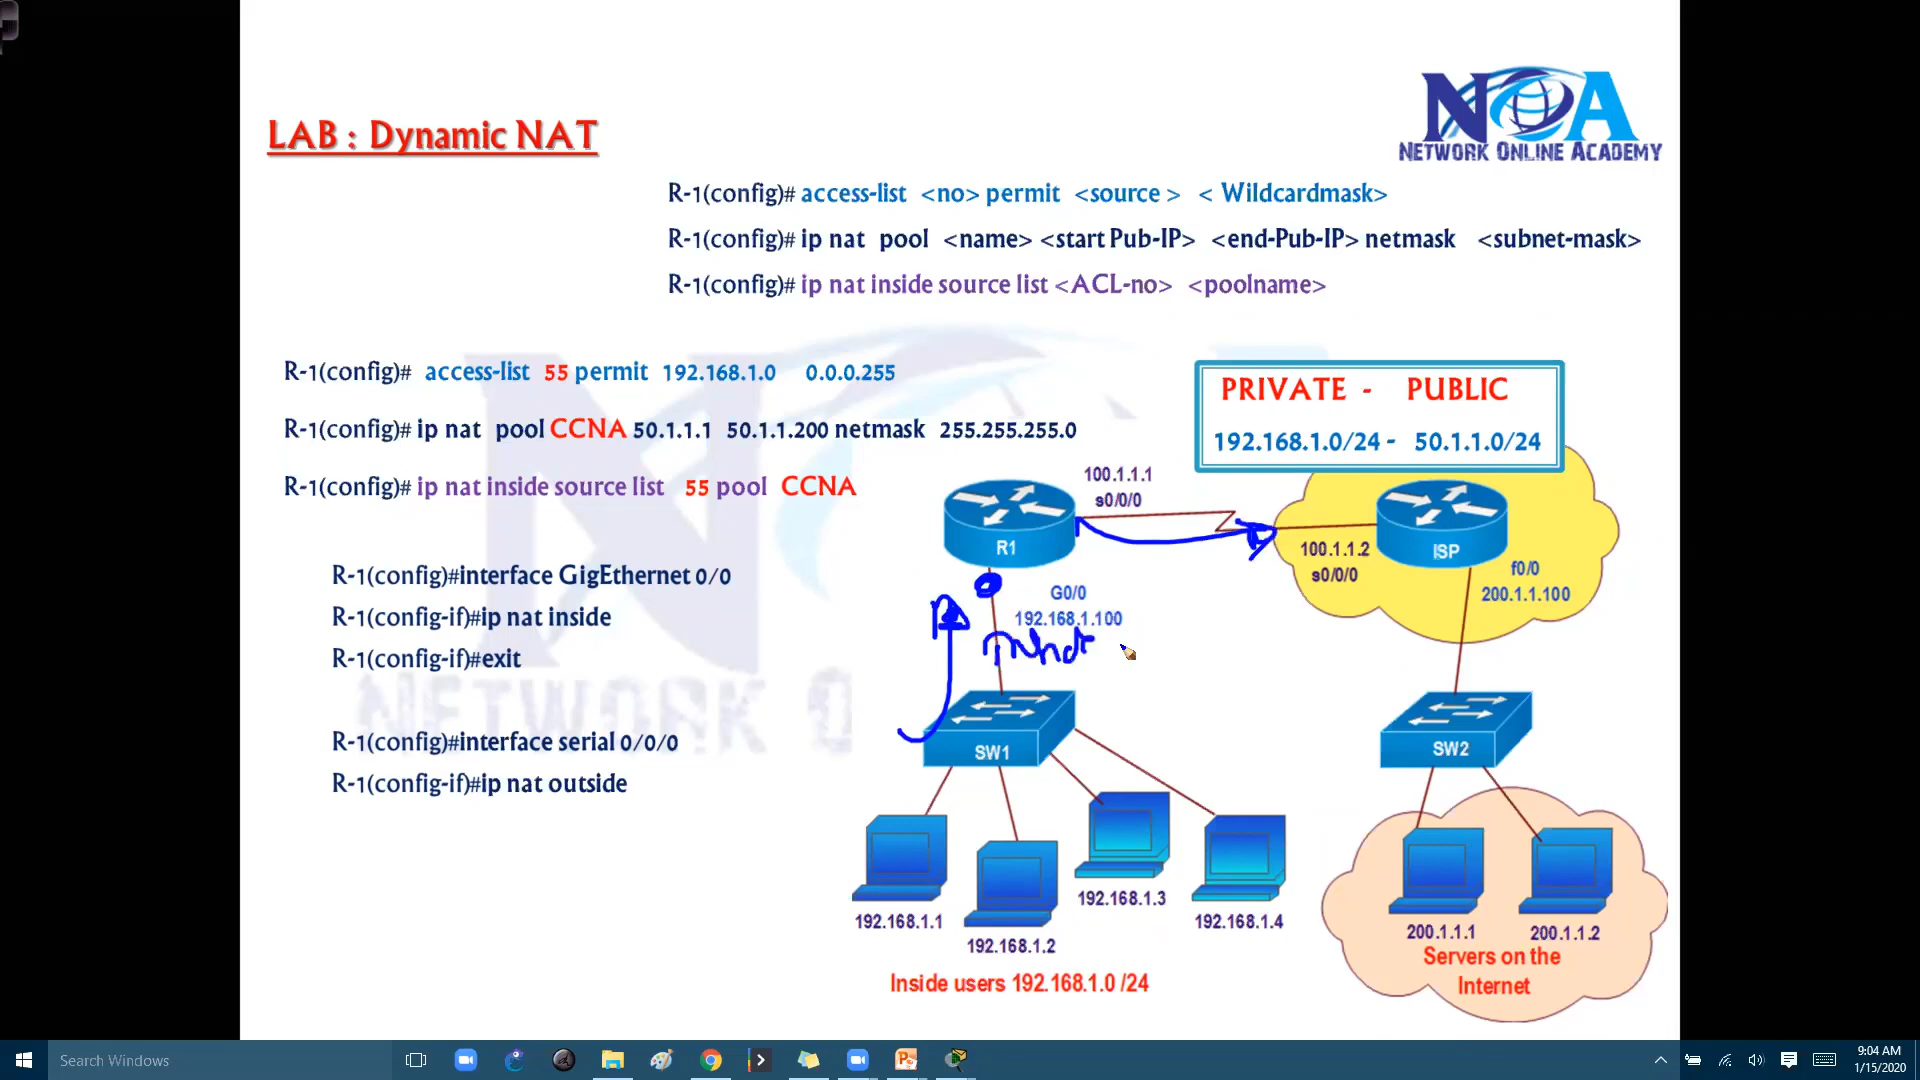 LAB : Dynamic NAT
NOA
NETWORK ONLINE ACADEMY
R-1(config)# access-list <no> permit <source > < Wildcardmask>
R-1(config)# ip nat pool <name> <start Pub-IP> <end-Pub-IP> netmask <subnet-mask>
R-1(config)# ip nat inside source list <ACL-no> <poolname>
R-1(config)# access-list 55 permit 192.168.1.0 0.0.0.255
R-1(config)# ip nat pool CCNA 50.1.1.1 50.1.1.200 netmask 255.255.255.0
R-1(config)# ip nat inside source list 55 pool CCNA
R-1(config)#interface GigEthernet 0/0
R-1(config-if)#ip nat inside
R-1(config-if)#exit
R-1(config)#interface serial 0/0/0
R-1(config-if)#ip nat outside
PRIVATE - PUBLIC
192.168.1.0/24 - 50.1.1.0/24
100.1.1.1
s0/0/0
R1
100.1.1.2
s0/0/0
ISP
f0/0
200.1.1.100
G0/0
192.168.1.100
SW1
SW2
192.168.1.1
192.168.1.2
192.168.1.3
192.168.1.4
Inside users 192.168.1.0 /24
200.1.1.1
200.1.1.2
Servers on the
Internet
NETWORK O
Search Windows
9:04 AM
1/15/2020